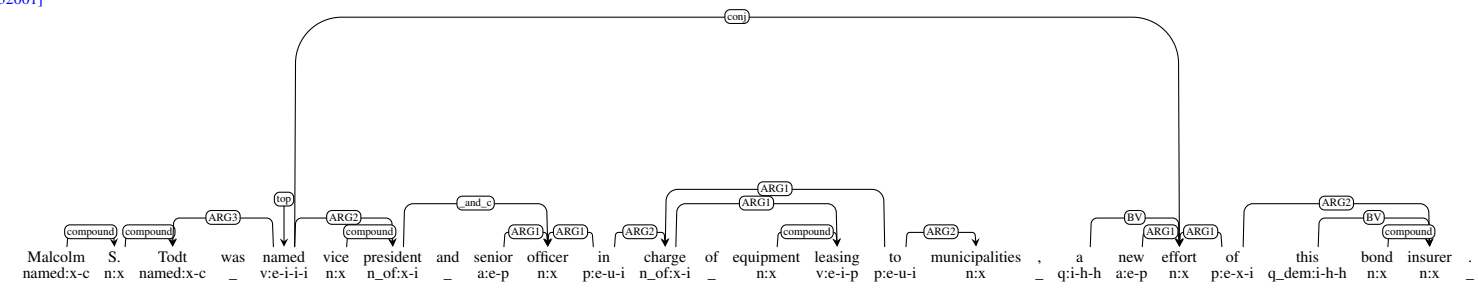 conj
top
ARG1
_and_c ARG1 ARG2
ARG3 ARG2 BV BV
compound compound compound ARG1 ARG1 ARG2 compound ARG2 ARG1 ARG1 compound
Malcolm S. Todt was named vice president and senior officer in charge of equipment leasing to municipalities , a new effort of this bond insurer .
named:x-c n:x named:x-c _ v:e-i-i-i n:x n_of:x-i _ a:e-p n:x p:e-u-i n_of:x-i _ n:x v:e-i-p p:e-u-i n:x _ q:i-h-h a:e-p n:x p:e-x-i q_dem:i-h-h n:x n:x _